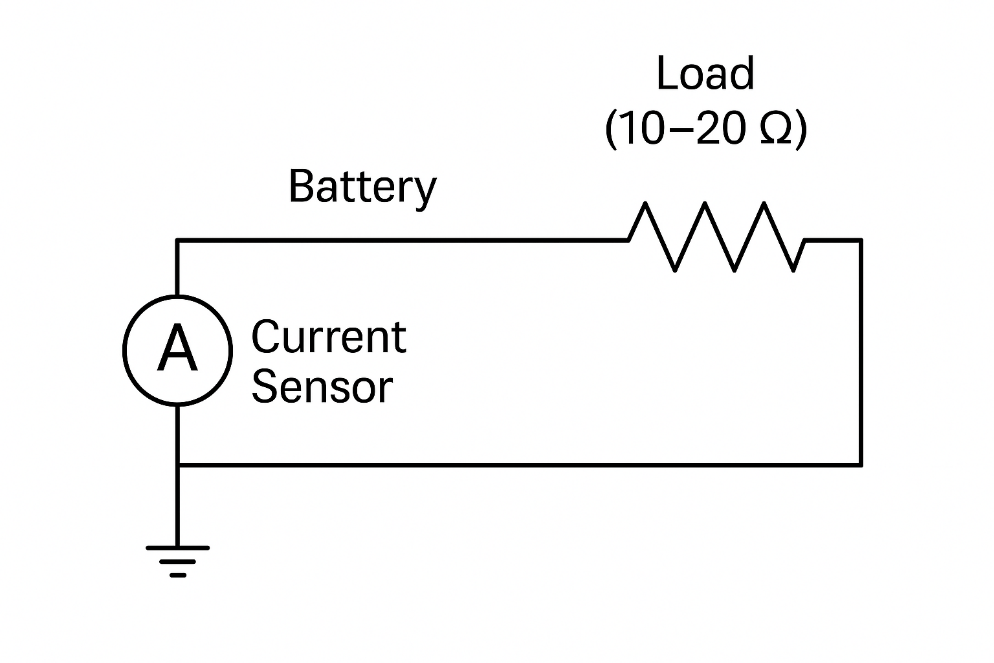 Load
(10–20 Ω)
Battery
A
Current
Sensor